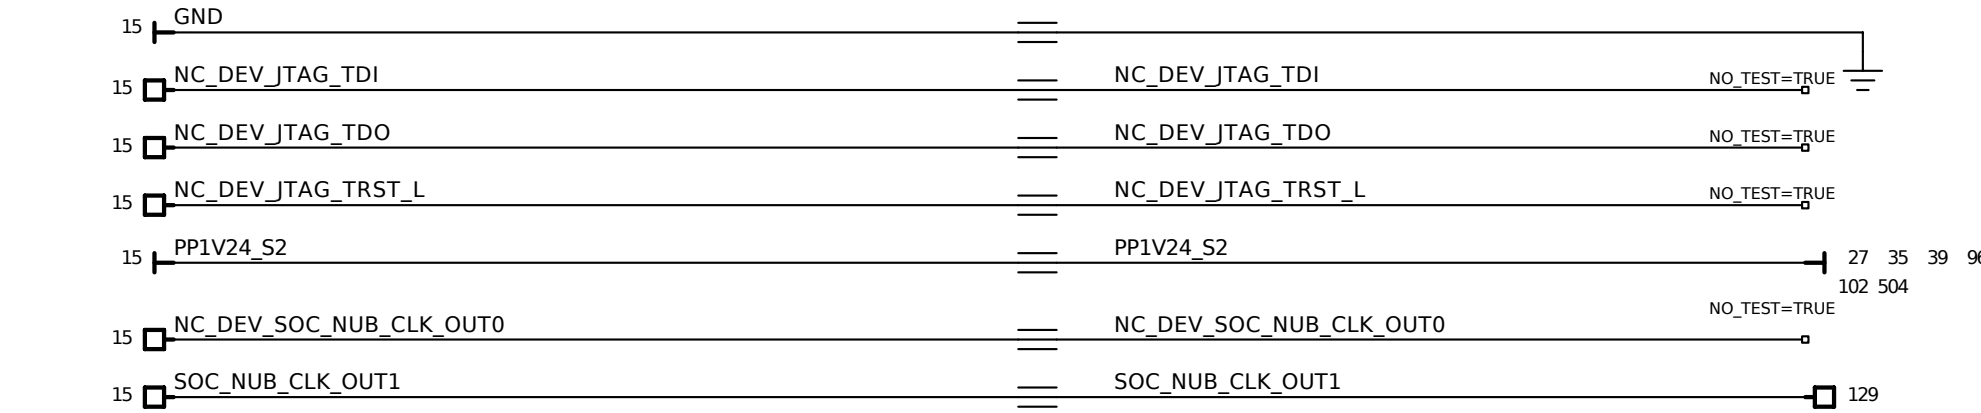 15 GND
15 NC_DEV_JTAG_TDI NC_DEV_JTAG_TDI NO_TEST=TRUE
15 NC_DEV_JTAG_TDO NC_DEV_JTAG_TDO NO_TEST=TRUE
15 NC_DEV_JTAG_TRST_L NC_DEV_JTAG_TRST_L NO_TEST=TRUE
15 PP1V24_S2 PP1V24_S2 27 35 39 96
102 504
NO_TEST=TRUE
15 NC_DEV_SOC_NUB_CLK_OUT0 NC_DEV_SOC_NUB_CLK_OUT0
15 SOC_NUB_CLK_OUT1 SOC_NUB_CLK_OUT1 129